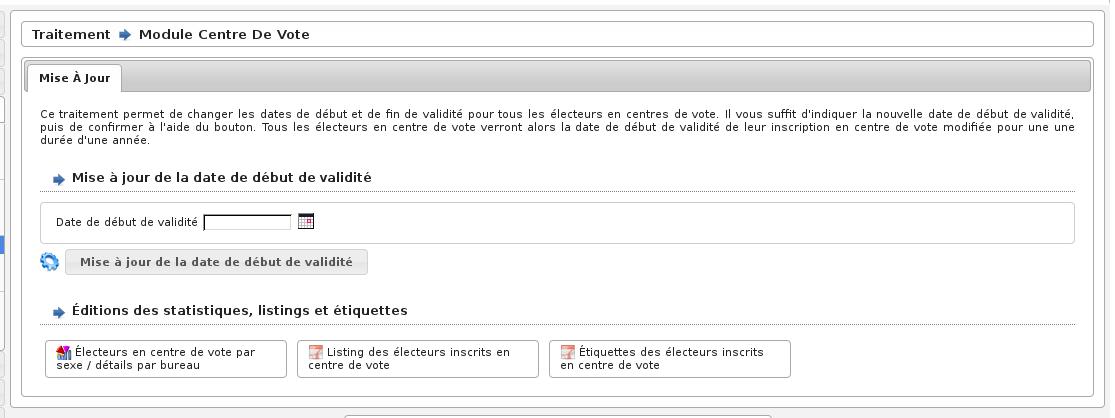 Traitement Module Centre De Vote
Mise À Jour
Ce traitement permet de changer les dates de début et de fin de validité pour tous les électeurs en centres de vote. Il vous suffit d'indiquer la nouvelle date de début de validité,
puis de confirmer à l'aide du bouton. Tous les électeurs en centre de vote verront alors la date de début de validité de leur inscription en centre de vote modifiée pour une une
durée d'une année.
Mise à jour de la date de début de validité
Date de début de validité
Mise à jour de la date de début de validité
Éditions des statistiques, listings et étiquettes
Électeurs en centre de vote par
sexe / détails par bureau
Listing des électeurs inscrits en
centre de vote
Étiquettes des électeurs inscrits
en centre de vote